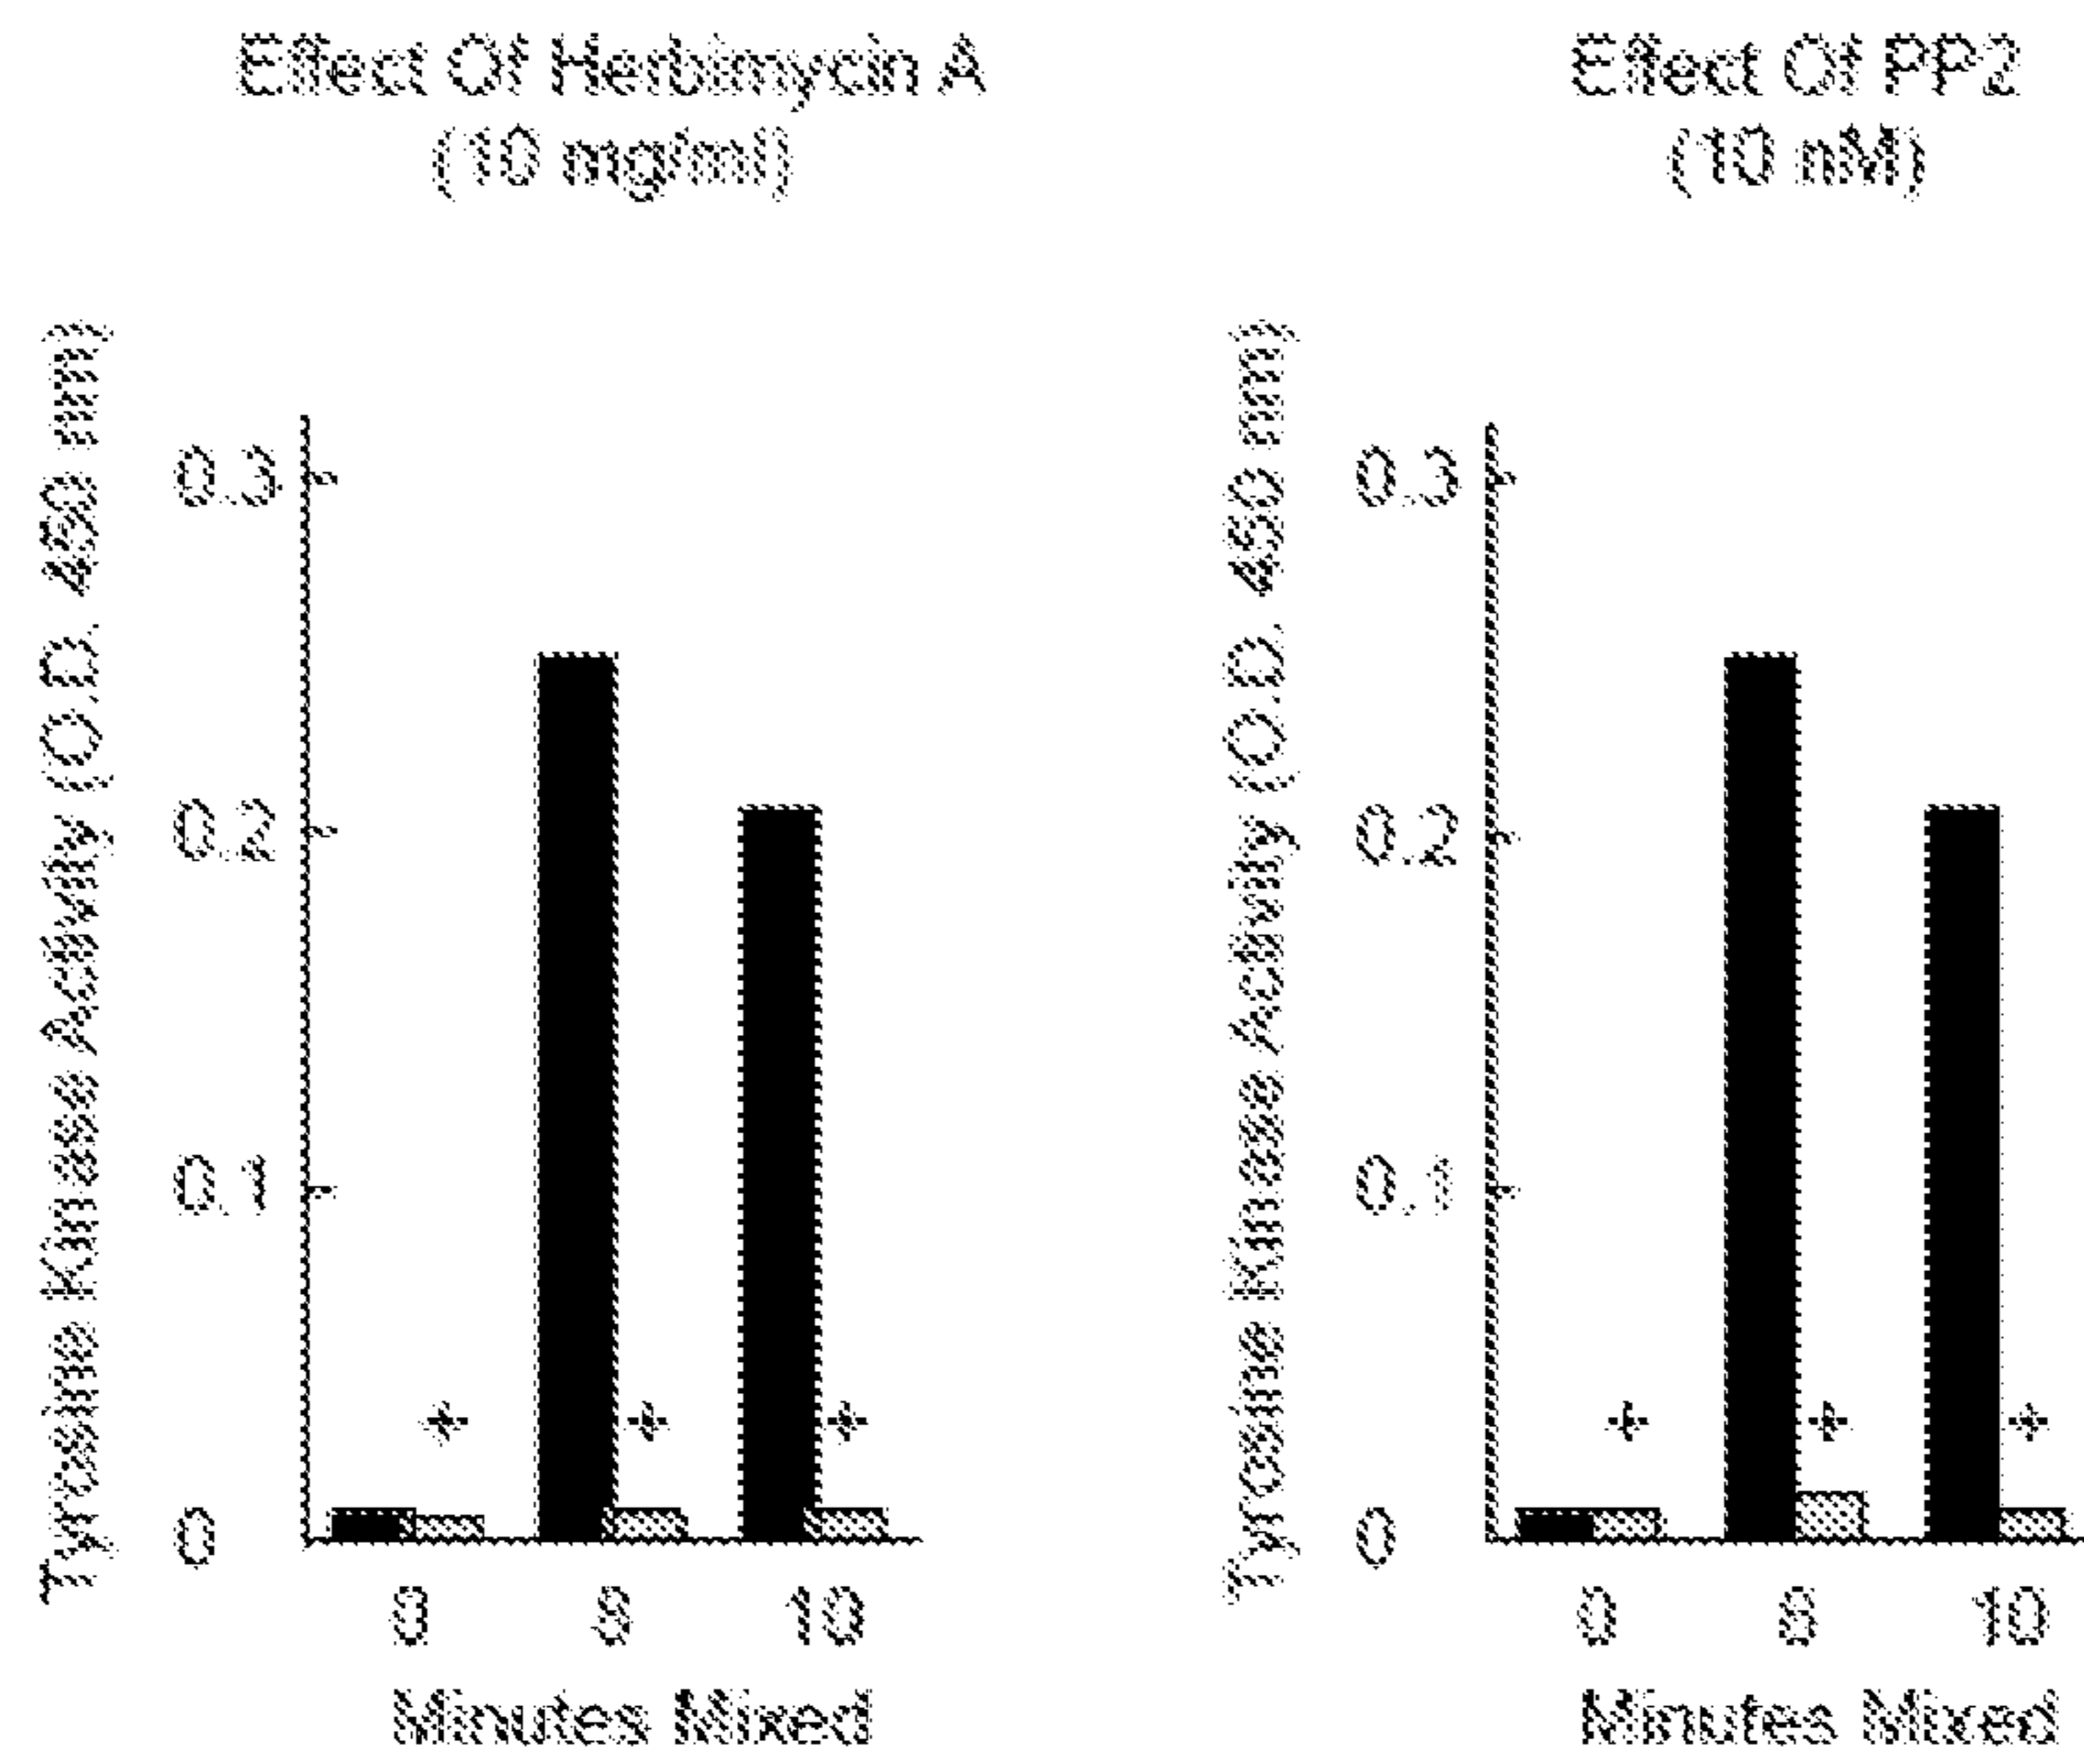 Effect Of Herbimycin A
(10 mg/ml)
Tyrosine Kinase Activity (O.D. 450 nm)
0.3
0.2
0.1
0
+ + +
0 10
Minutes Mixed
Effect Of PP2
(10 nM)
Tyrosine Kinase Activity (O.D. 450 nm)
0.3
0.2
0.1
0
+ + +
0 10
Minutes Mixed